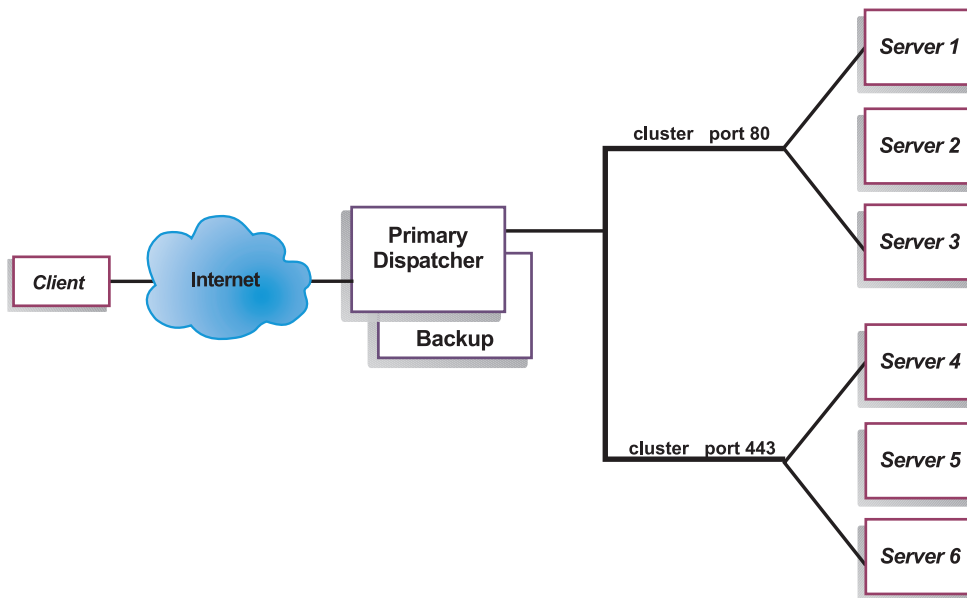 Client
Internet
Primary
Dispatcher
Backup
cluster port 80
Server 1
Server 2
Server 3
cluster port 443
Server 4
Server 5
Server 6